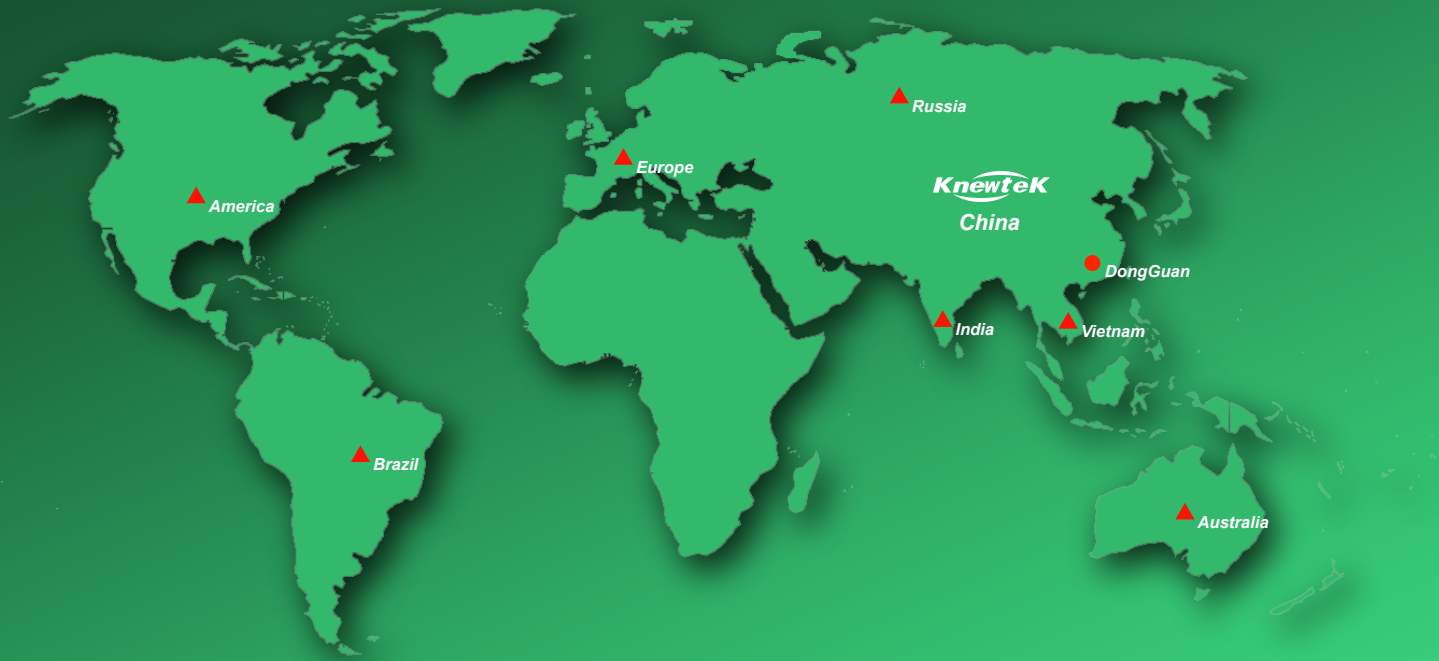 Russia
Europe
KnewteK
China
America
DongGuan
India
Vietnam
Brazil
Australia